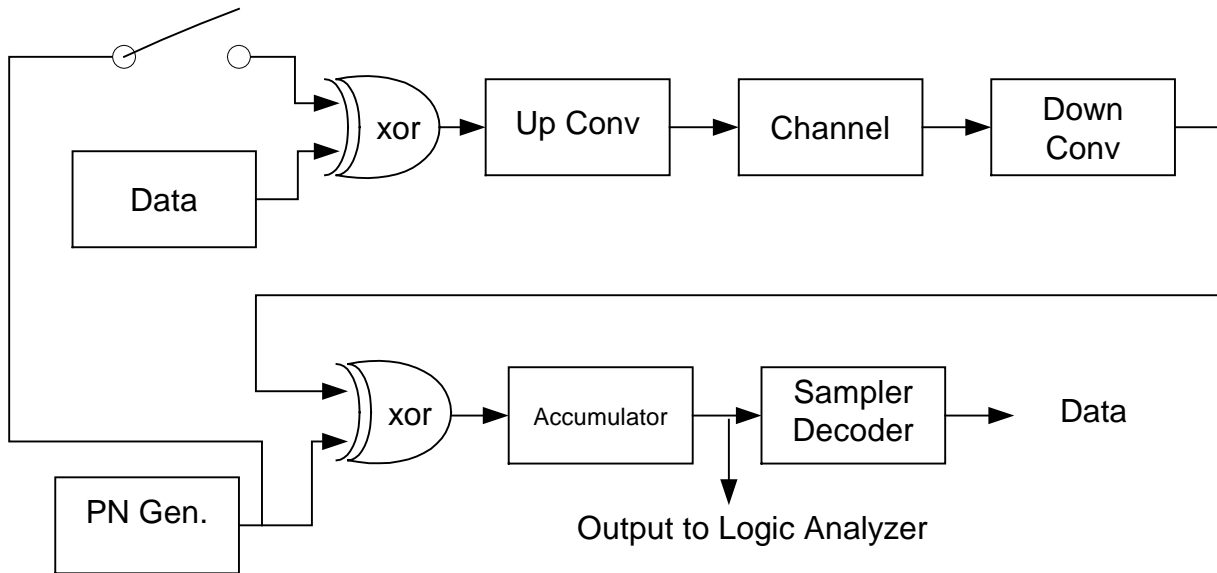 xor
Up Conv
Channel
Down
Conv
Data
xor
Accumulator
Sampler
Decoder
Data
PN Gen.
Output to Logic Analyzer